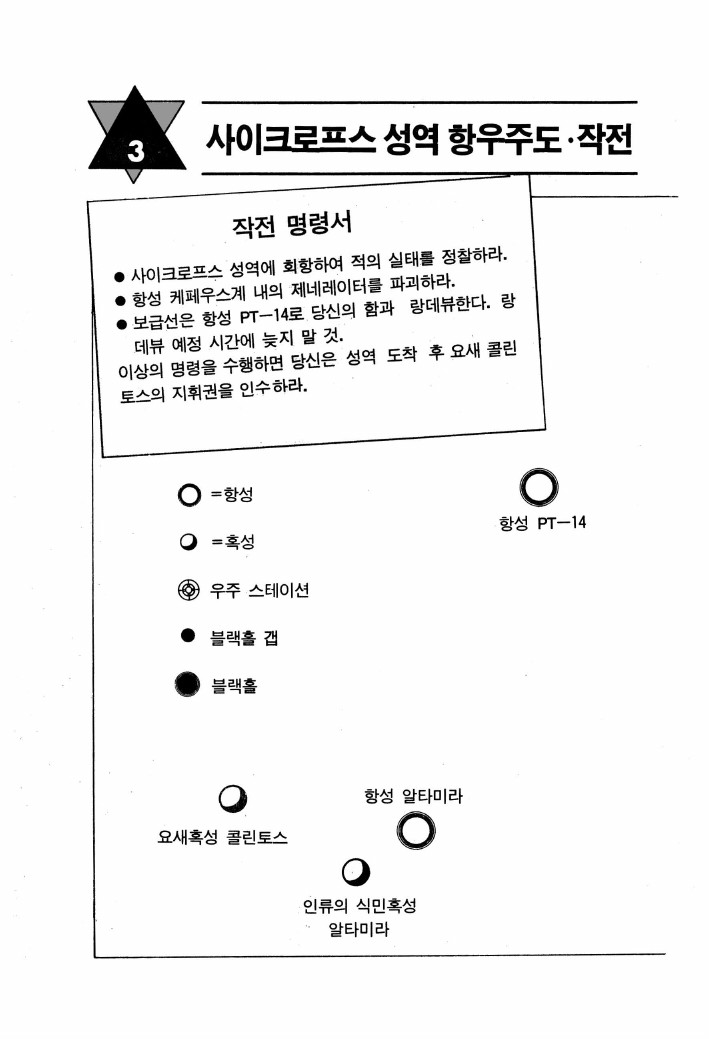 3
사이크로프스 성역 항우주도·작전
작전 명령서
● 사이크로프스 성역에 회항하여 적의 실태를 정찰하라.
● 항성 케페우스계 내의 제네레이터를 파괴하라.
● 보급선은 항성 PT-14로 당신의 함과 랑데뷰한다. 랑
데뷰 예정 시간에 늦지 말 것.
이상의 명령을 수행하면 당신은 성역 도착 후 요새 콜린
토스의 지휘권을 인수하라.
=항성
=혹성
우주 스테이션
블랙홀 갭
블랙홀
항성 PT-14
항성 알타미라
요새혹성 콜린토스
인류의 식민혹성
알타미라